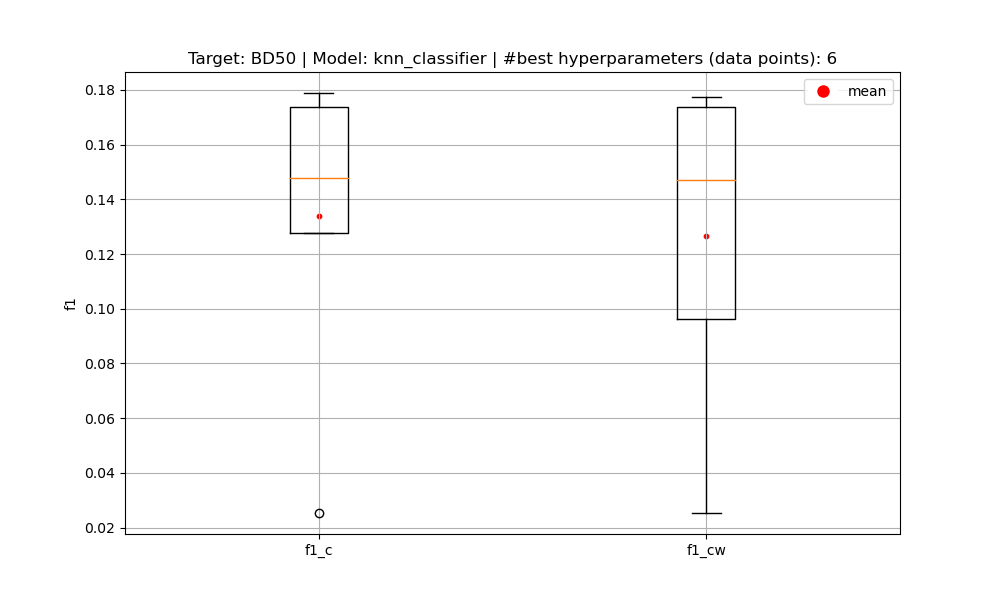 Target: BD50 | Model: knn_classifier | #best hyperparameters (data points): 6
mean
0.18
0.16
0.14
0.12
0.10
0.08
0.06
0.04
0.02
f1
f1_c
f1_cw